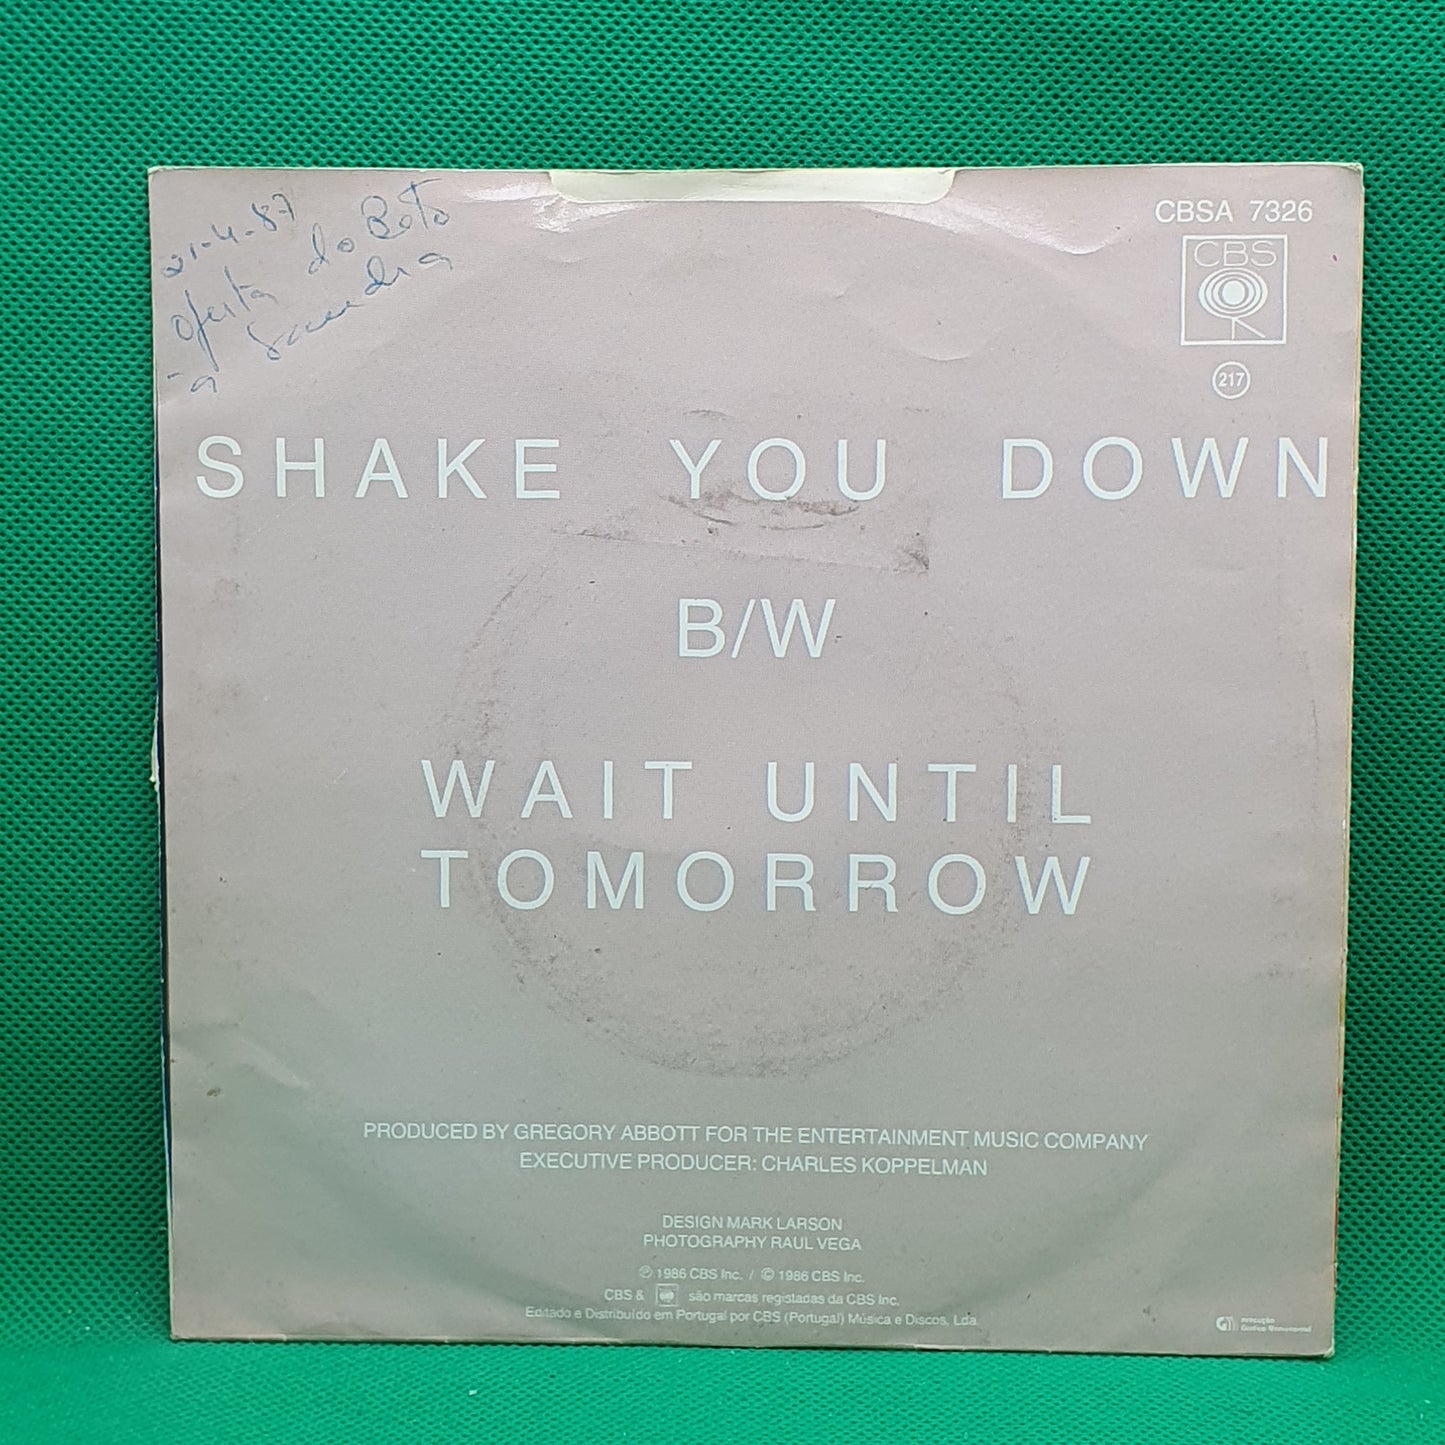 21-4-87
oferta do Beto
à Sandra
CBSA 7326
CBS
217
SHAKE YOU DOWN
B/W
WAIT UNTIL
TOMORROW
PRODUCED BY GREGORY ABBOTT FOR THE ENTERTAINMENT MUSIC COMPANY
EXECUTIVE PRODUCER: CHARLES KOPPELMAN
DESIGN MARK LARSON
PHOTOGRAPHY RAUL VEGA
℗ 1986 CBS Inc. / © 1986 CBS Inc.
CBS & são marcas registadas da CBS Inc.
Editado e Distribuído em Portugal por CBS (Portugal) Música e Discos, Lda.
execução
Gráfica Monumental